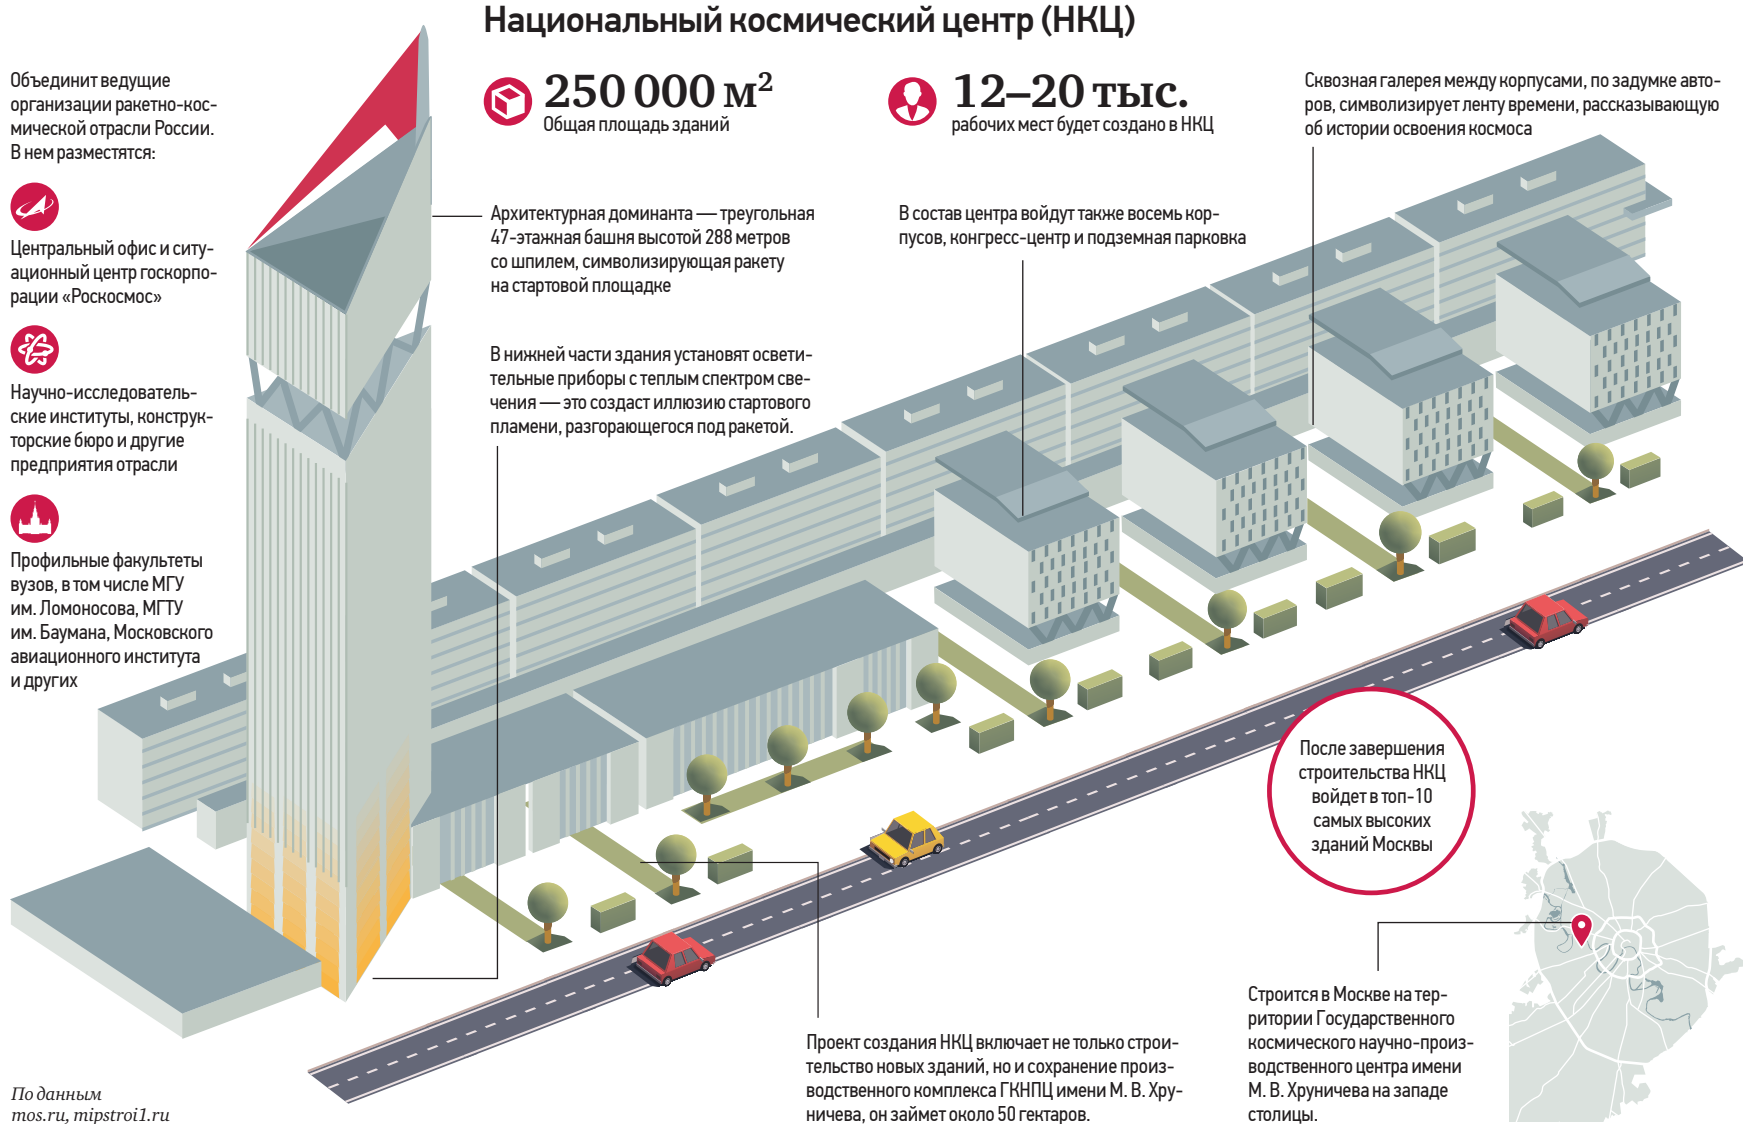 Национальный космический центр (НКЦ)
Объединит ведущие
организации ракетно-кос-
мической отрасли России.
В нем разместятся:
Центральный офис и ситу-
ационный центр госкорпо-
рации «Роскосмос»
Научно-исследователь-
ские институты, конструк-
торские бюро и другие
предприятия отрасли
Профильные факультеты
вузов, в том числе МГУ
им. Ломоносова, МГТУ
им. Баумана, Московского
авиационного института
и других
250 000 м²
Общая площадь зданий
12–20 тыс.
рабочих мест будет создано в НКЦ
Сквозная галерея между корпусами, по задумке авто-
ров, символизирует ленту времени, рассказывающую
об истории освоения космоса
Архитектурная доминанта — треугольная
47-этажная башня высотой 288 метров
со шпилем, символизирующая ракету
на стартовой площадке
В состав центра войдут также восемь кор-
пусов, конгресс-центр и подземная парковка
В нижней части здания установят освети-
тельные приборы с теплым спектром све-
чения — это создаст иллюзию стартового
пламени, разгорающегося под ракетой.
После завершения
строительства НКЦ
войдет в топ-10
самых высоких
зданий Москвы
Проект создания НКЦ включает не только строи-
тельство новых зданий, но и сохранение произ-
водственного комплекса ГКНПЦ имени М. В. Хру-
ничева, он займет около 50 гектаров.
Строится в Москве на тер-
ритории Государственного
космического научно-произ-
водственного центра имени
М. В. Хруничева на западе
столицы.
По данным
mos.ru, mipstroi1.ru